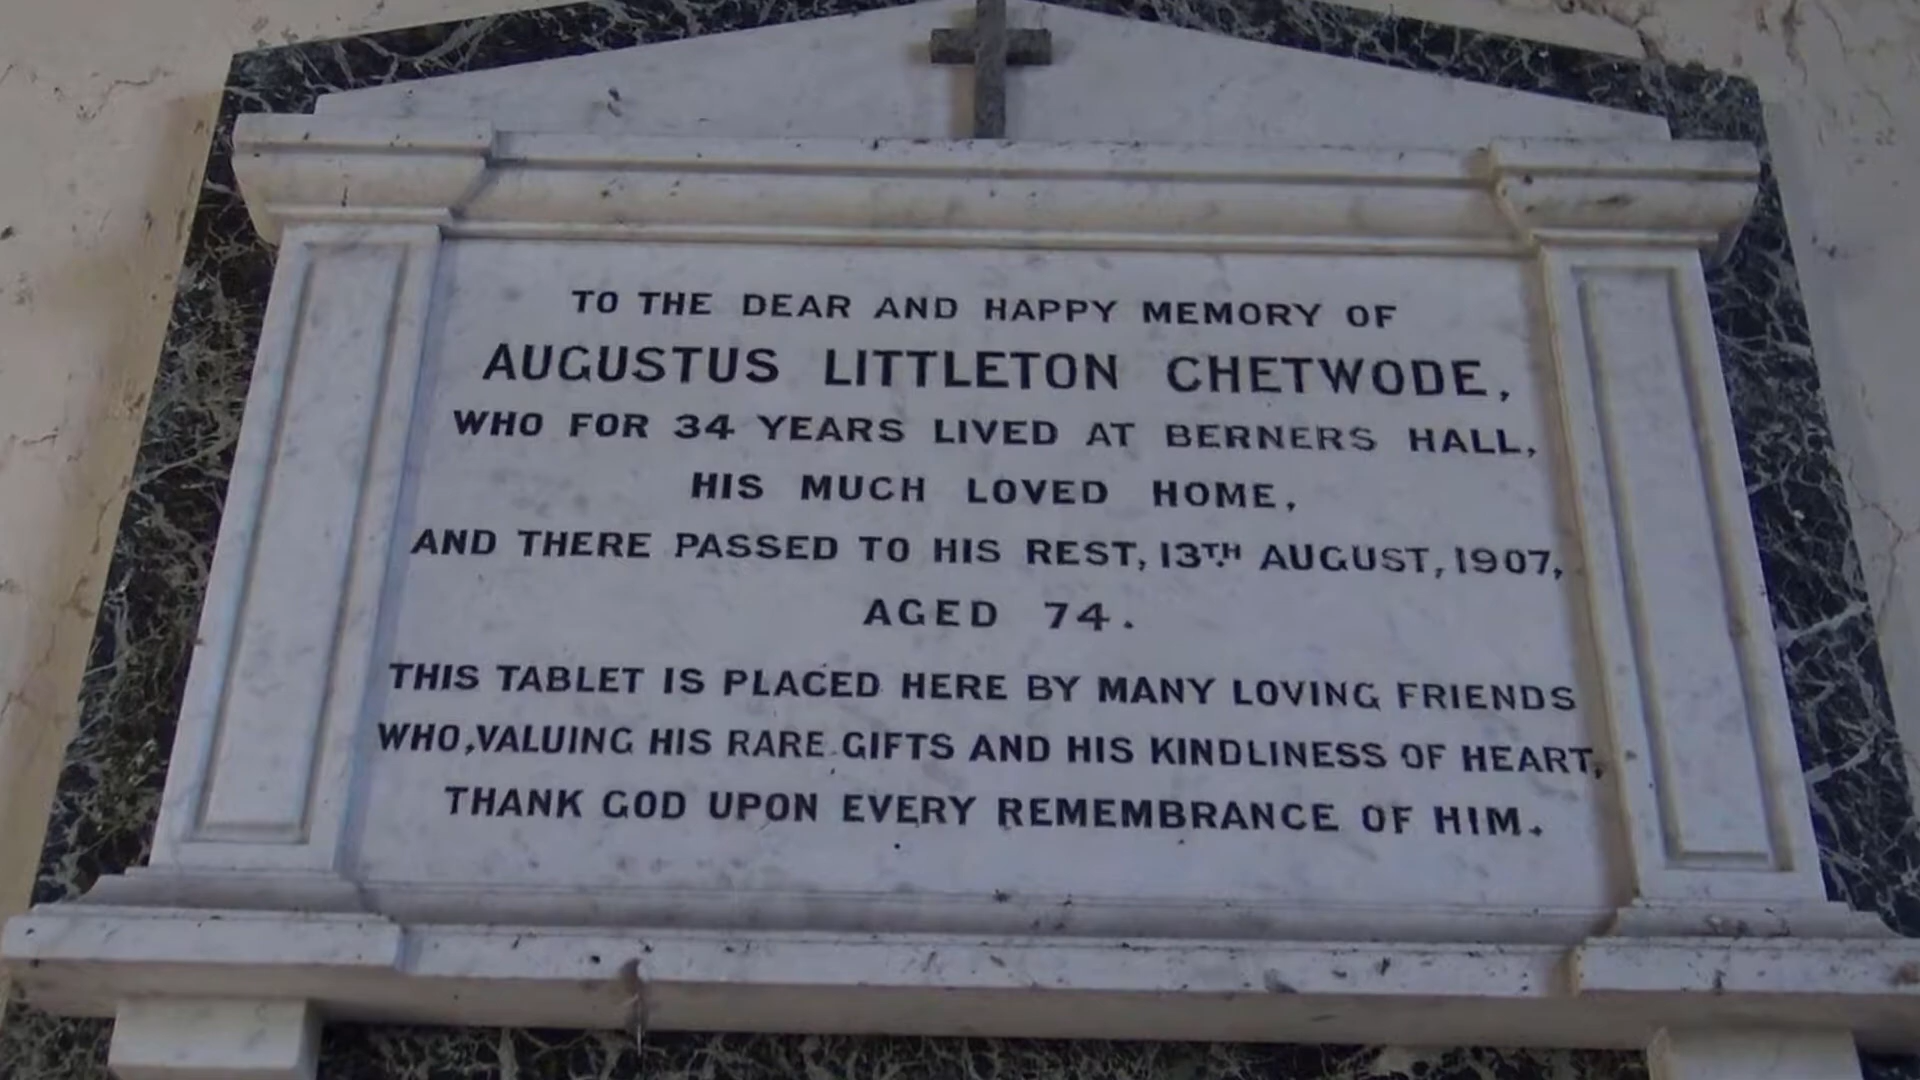 TO THE DEAR AND HAPPY MEMORY OF
AUGUSTUS LITTLETON CHETWODE,
WHO FOR 34 YEARS LIVED AT BERNERS HALL,
HIS MUCH LOVED HOME,
AND THERE PASSED TO HIS REST, 13TH AUGUST, 1907,
AGED 74.
THIS TABLET IS PLACED HERE BY MANY LOVING FRIENDS
WHO, VALUING HIS RARE GIFTS AND HIS KINDLINESS OF HEART,
THANK GOD UPON EVERY REMEMBRANCE OF HIM.